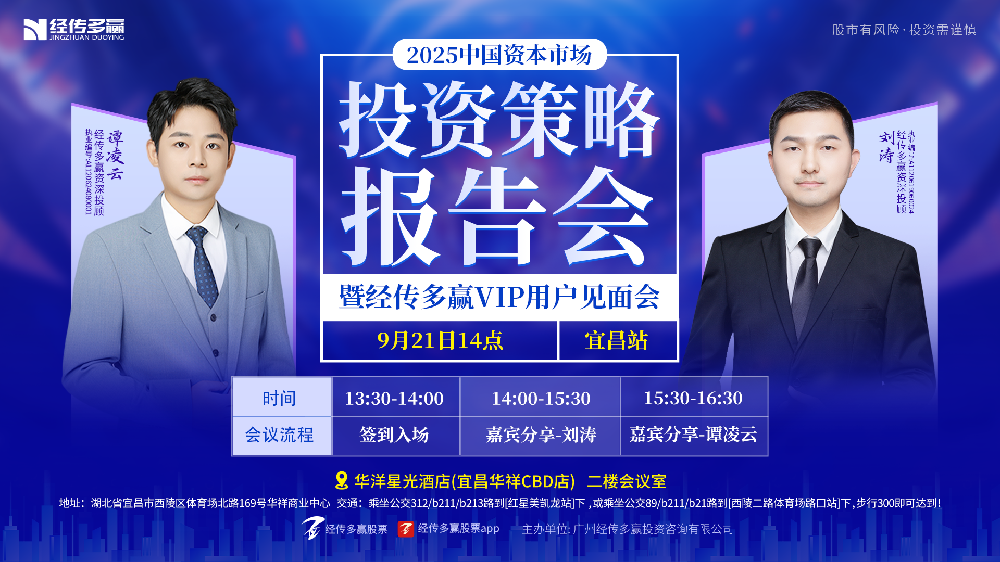 经传多赢
JINGZHUAN DUOYING
股市有风险·投资需谨慎
2025中国资本市场
投资策略
报告会
暨经传多赢VIP用户见面会
9月21日14点
宜昌站
谭凌云
经传多赢资深投顾
执业编号:A1120624080001
刘涛
经传多赢资深投顾
执业编号:A1120619060024
时间 13:30-14:00 14:00-15:30 15:30-16:30
会议流程 签到入场 嘉宾分享-刘涛 嘉宾分享-谭凌云
华洋星光酒店(宜昌华祥CBD店) 二楼会议室
地址：湖北省宜昌市西陵区体育场北路169号华祥商业中心 交通：乘坐公交312/b211/b213路到[红星美凯龙站]下,或乘坐公交89/b211/b21路到[西陵二路体育场路口站]下,步行300即可达到!
经传多赢股票 经传多赢股票app 主办单位:广州经传多赢投资咨询有限公司